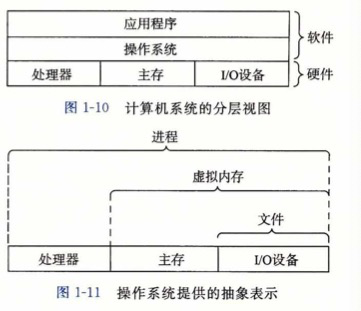 应用程序
操作系统
软件
处理器 主存 I/O设备
硬件
图 1-10 计算机系统的分层视图
进程
虚拟内存
文件
处理器 主存 I/O设备
图 1-11 操作系统提供的抽象表示